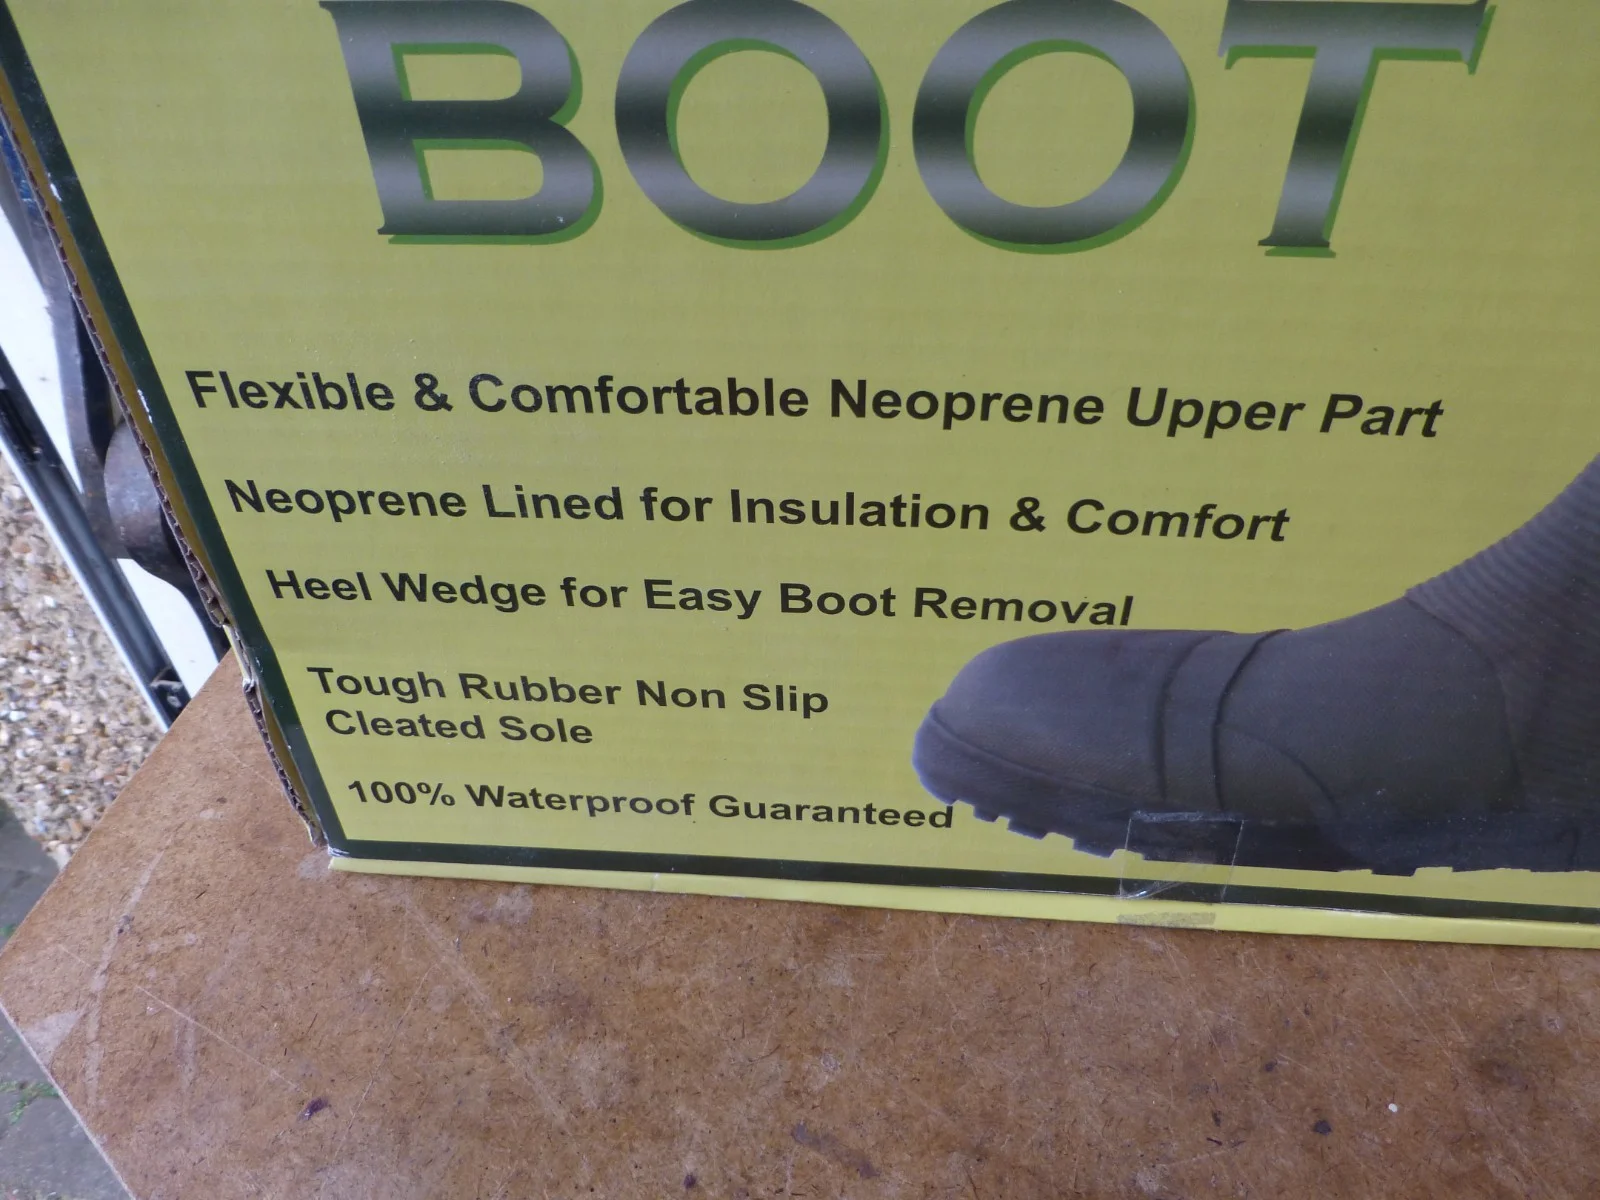 BOOT
Flexible & Comfortable Neoprene Upper Part
Neoprene Lined for Insulation & Comfort
Heel Wedge for Easy Boot Removal
Tough Rubber Non Slip
Cleated Sole
100% Waterproof Guaranteed